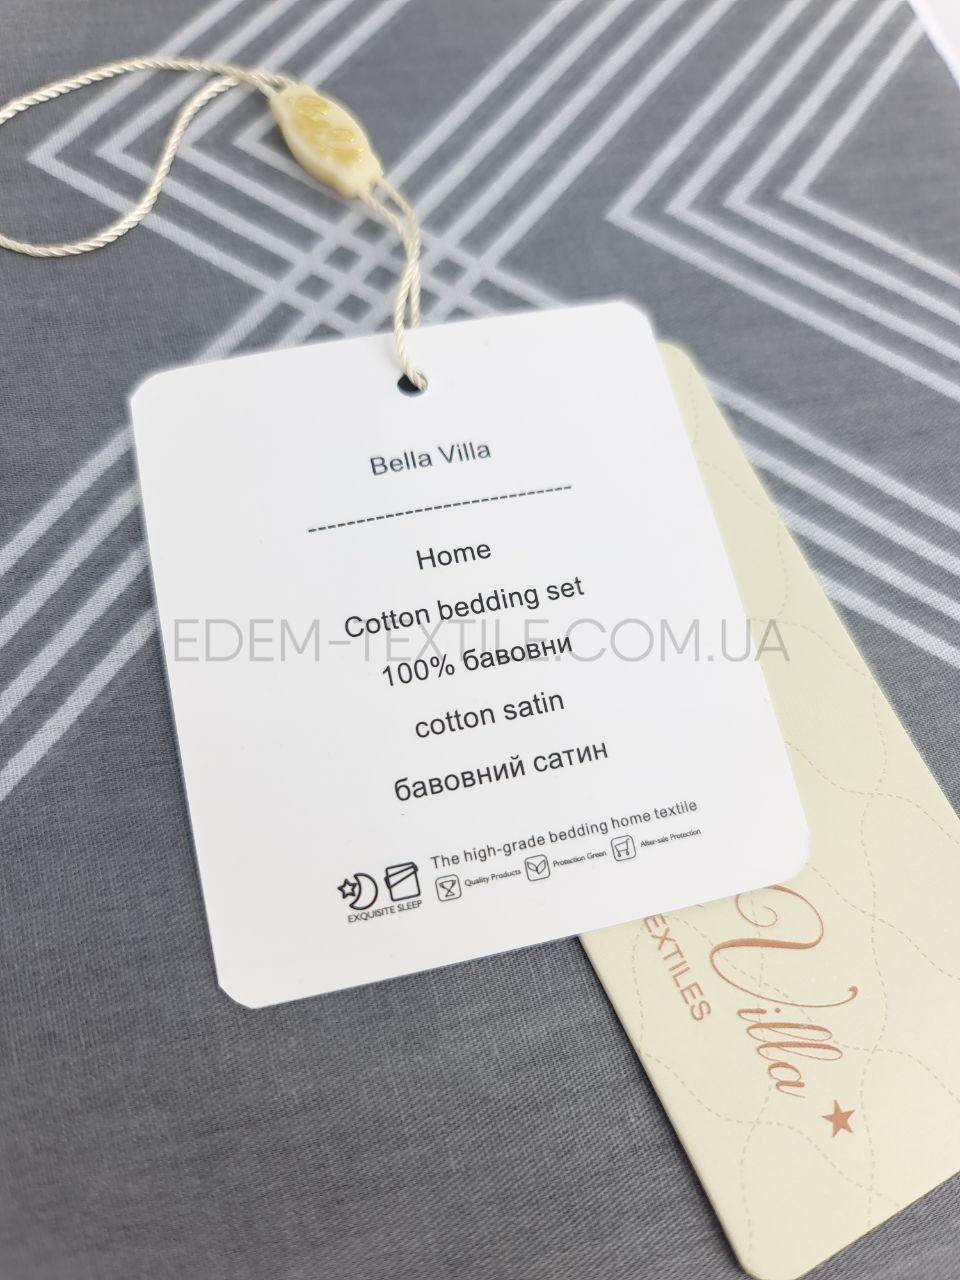 Bella Villa
Home
Cotton bedding set
EDEM-TEXTILE.COM.UA
100% бавовни
cotton satin
бавовний сатин
The high-grade bedding home textile
EXQUISITE SLEEP
Quality Products
Protection Green
After-sale Protection
Villa
EXTILES